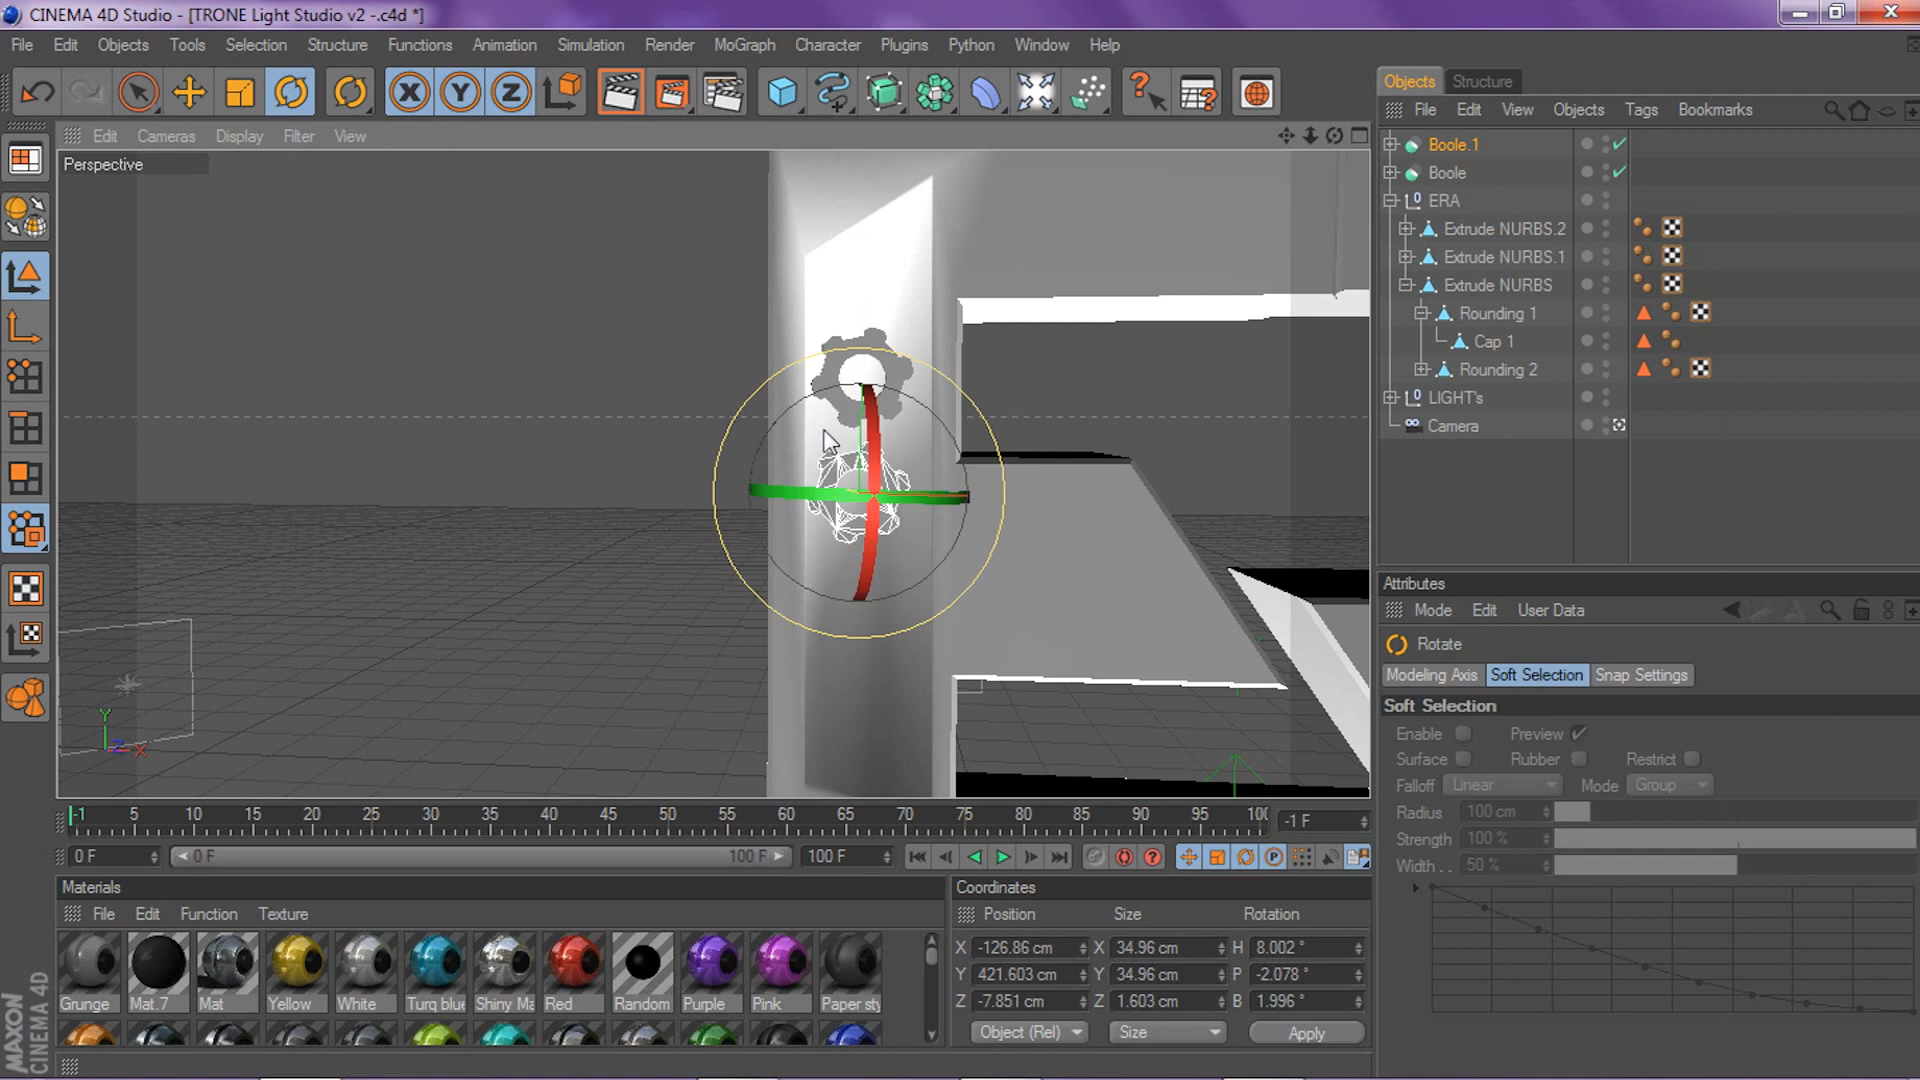 CINEMA 4D Studio - [TRONE Light Studio v2 -.c4d *]
File Edit Objects Tools Selection Structure Functions Animation Simulation Render MoGraph Character Plugins Python Window Help
X Y Z
Edit Cameras Display Filter View
Perspective
Y Z X
-1 5 10 15 20 25 30 35 40 45 50 55 60 65 70 75 80 85 90 95 100 -1 F
0 F 0 F 100 F 100 F
Materials
File Edit Function Texture
Grunge Mat.7 Mat Yellow White Turq blue Shiny Ma Red Random Purple Pink Paper sty
MAXON
CINEMA 4D
Coordinates
Position Size Rotation
X -126.86 cm X 34.96 cm H 8.002 °
Y 421.603 cm Y 34.96 cm P -2.078 °
Z -7.851 cm Z 1.603 cm B 1.996 °
Object (Rel) Size Apply
Objects Structure
File Edit View Objects Tags Bookmarks
Boole.1
Boole
ERA
Extrude NURBS.2
Extrude NURBS.1
Extrude NURBS
Rounding 1
Cap 1
Rounding 2
LIGHT's
Camera
Attributes
Mode Edit User Data
Rotate
Modeling Axis Soft Selection Snap Settings
Soft Selection
Enable Preview
Surface Rubber Restrict
Falloff Linear Mode Group
Radius 100 cm
Strength 100 %
Width . . 50 %